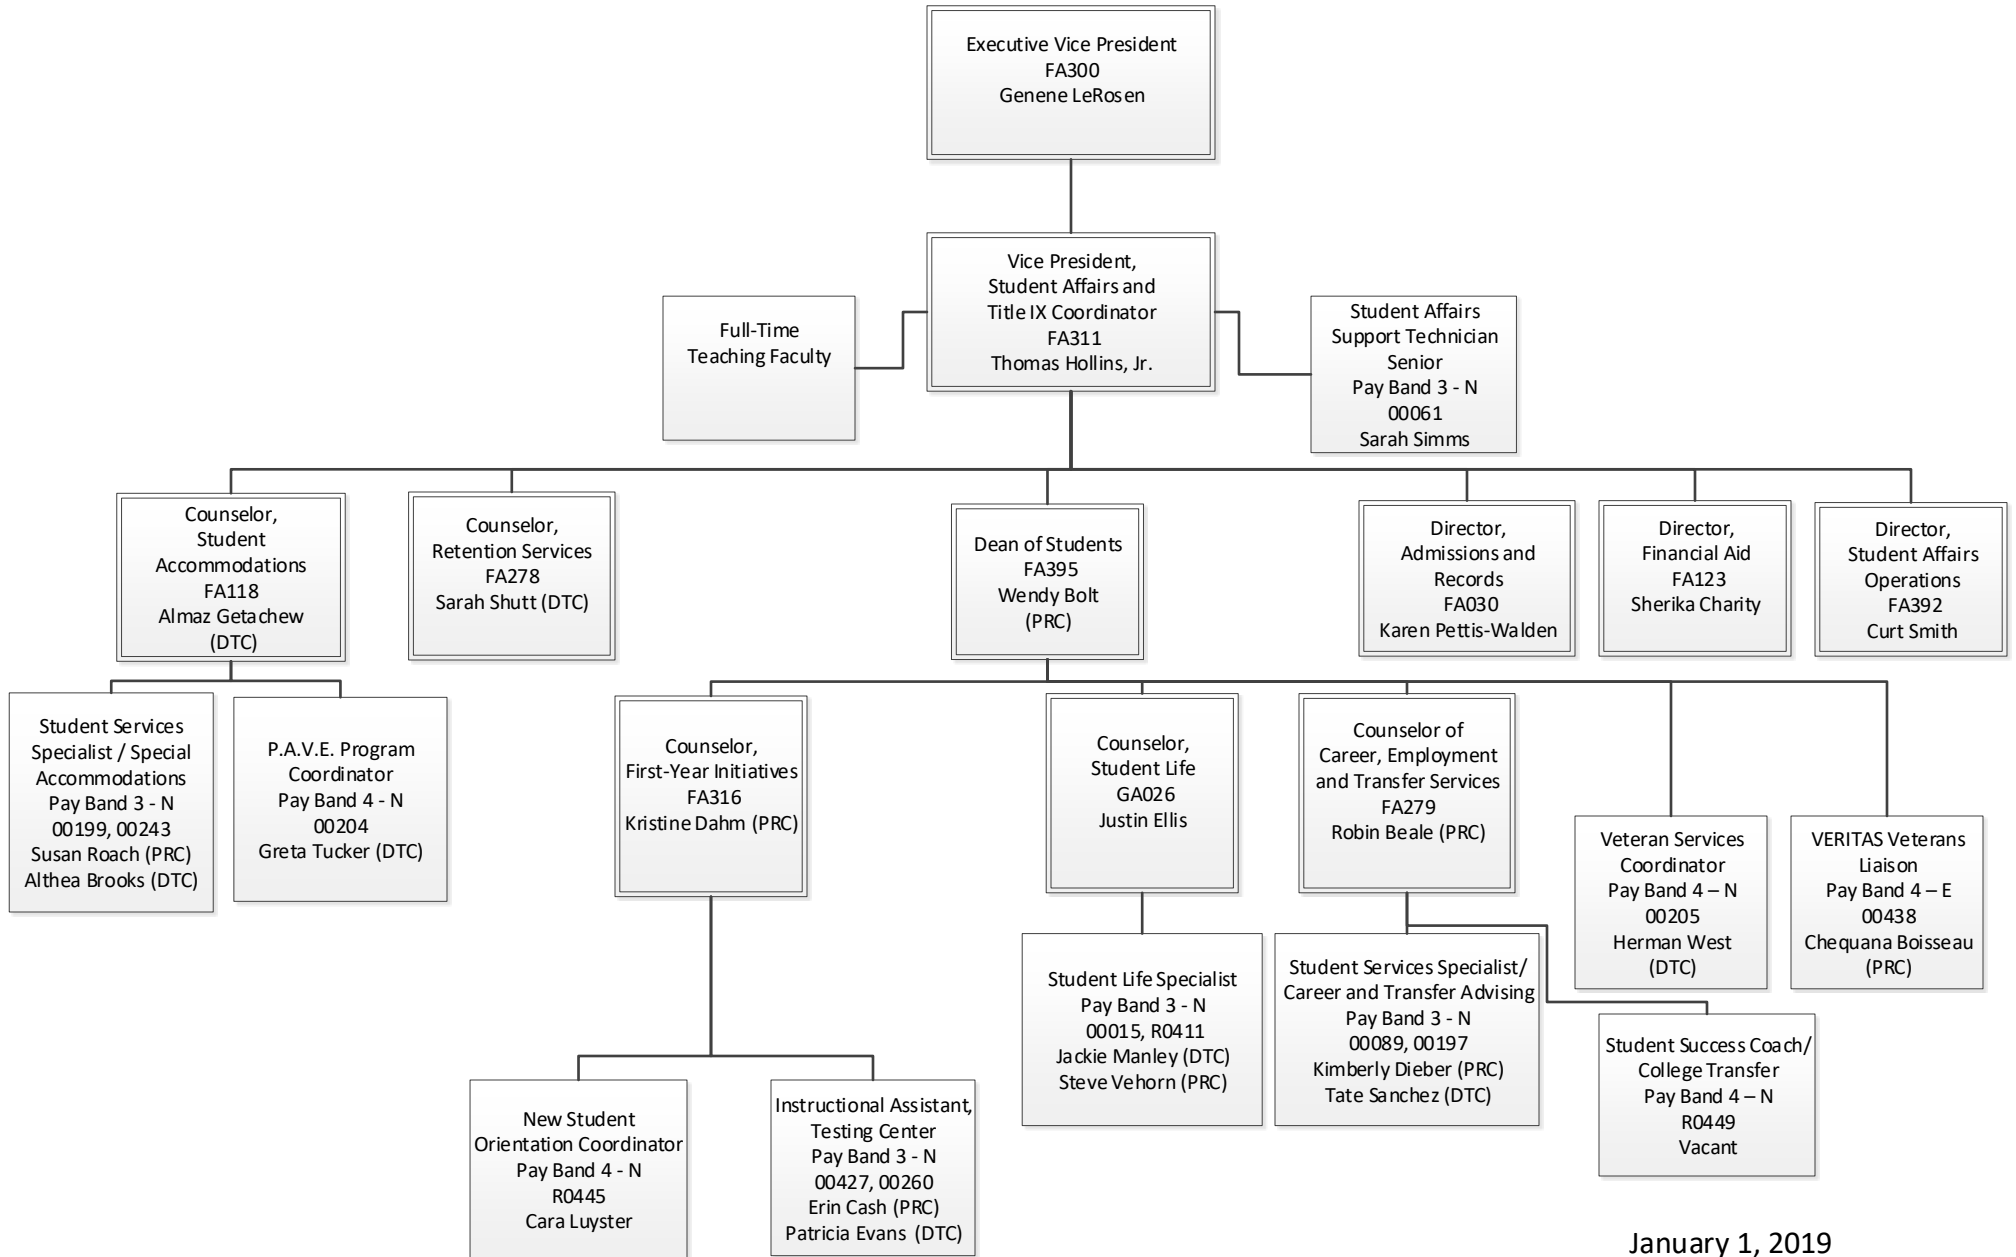 Executive Vice President
FA300
Genene LeRosen
Vice President,
Student Affairs and
Title IX Coordinator
FA311
Thomas Hollins, Jr.
Full-Time
Teaching Faculty
Student Affairs
Support Technician
Senior
Pay Band 3 - N
00061
Sarah Simms
Counselor,
Student
Accommodations
FA118
Almaz Getachew
(DTC)
Counselor,
Retention Services
FA278
Sarah Shutt (DTC)
Dean of Students
FA395
Wendy Bolt
(PRC)
Director,
Admissions and
Records
FA030
Karen Pettis-Walden
Director,
Financial Aid
FA123
Sherika Charity
Director,
Student Affairs
Operations
FA392
Curt Smith
Student Services
Specialist / Special
Accommodations
Pay Band 3 - N
00199, 00243
Susan Roach (PRC)
Althea Brooks (DTC)
P.A.V.E. Program
Coordinator
Pay Band 4 - N
00204
Greta Tucker (DTC)
Counselor,
First-Year Initiatives
FA316
Kristine Dahm (PRC)
Counselor,
Student Life
GA026
Justin Ellis
Counselor of
Career, Employment
and Transfer Services
FA279
Robin Beale (PRC)
Veteran Services
Coordinator
Pay Band 4 – N
00205
Herman West
(DTC)
VERITAS Veterans
Liaison
Pay Band 4 – E
00438
Chequana Boisseau
(PRC)
Student Life Specialist
Pay Band 3 - N
00015, R0411
Jackie Manley (DTC)
Steve Vehorn (PRC)
Student Services Specialist/
Career and Transfer Advising
Pay Band 3 - N
00089, 00197
Kimberly Dieber (PRC)
Tate Sanchez (DTC)
Student Success Coach/
College Transfer
Pay Band 4 – N
R0449
Vacant
New Student
Orientation Coordinator
Pay Band 4 - N
R0445
Cara Luyster
Instructional Assistant,
Testing Center
Pay Band 3 - N
00427, 00260
Erin Cash (PRC)
Patricia Evans (DTC)
January 1, 2019